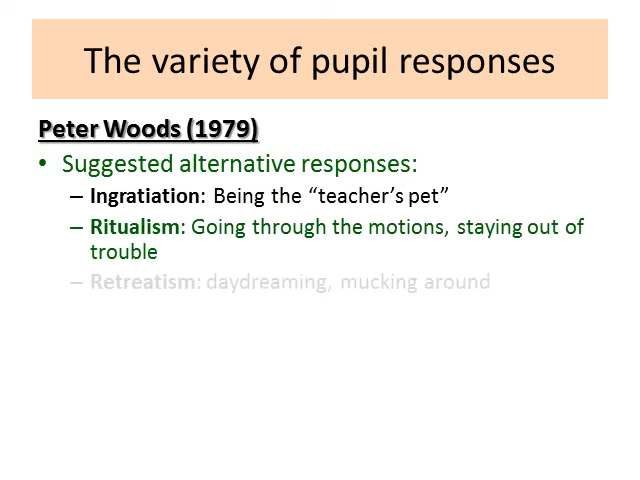 The variety of pupil responses
Peter Woods (1979)
• Suggested alternative responses:
– Ingratiation: Being the “teacher’s pet”
– Ritualism: Going through the motions, staying out of
trouble
– Retreatism: daydreaming, mucking around